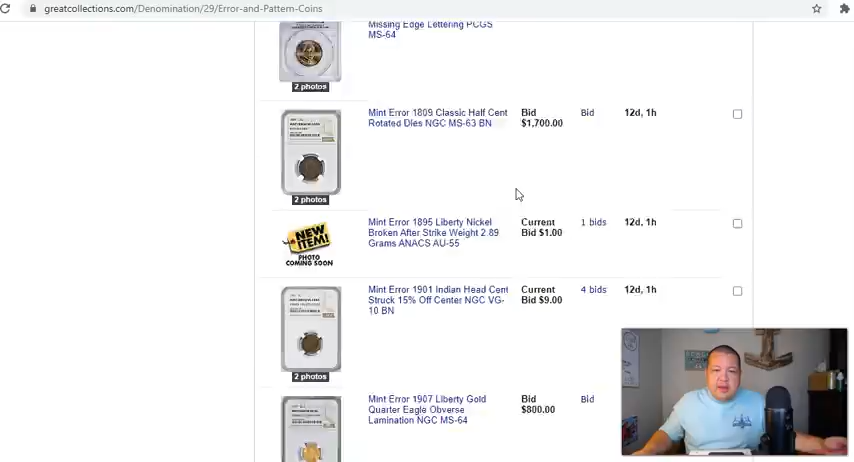 greatcollections.com/Denomination/29/Error-and-Pattern-Coins
Missing Edge Lettering PCGS
MS-64
2 photos
Mint Error 1809 Classic Half Cent
Rotated Dies NGC MS-63 BN
Bid
$1,700.00
Bid
12d, 1h
2 photos
NEW
ITEM!
PHOTO
COMING SOON
Mint Error 1895 Liberty Nickel
Broken After Strike Weight 2.89
Grams ANACS AU-55
Current
Bid $1.00
1 bids
12d, 1h
Mint Error 1901 Indian Head Cent
Struck 15% Off Center NGC VG-
10 BN
Current
Bid $9.00
4 bids
12d, 1h
2 photos
Mint Error 1907 Liberty Gold
Quarter Eagle Obverse
Lamination NGC MS-64
Bid
$800.00
Bid